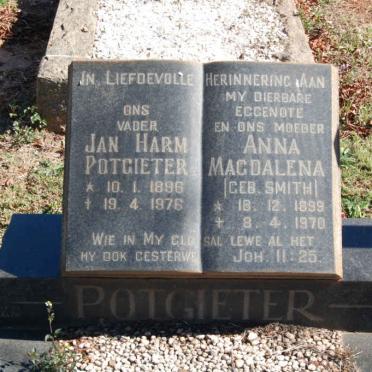 IN LIEFDEVOLLE HERINNERING AAN
ONS
VADER
JAN HARM
POTGIETER
* 10.1.1896
† 19.4.1976
MY DIERBARE
EGGENOTE
EN ONS MOEDER
ANNA
MAGDALENA
(GEB. SMITH)
* 18.12.1899
† 8.4.1970
WIE IN MY GLO SAL LEWE AL HET
HY OOK GESTERWE JOH. 11:25.
POTGIETER